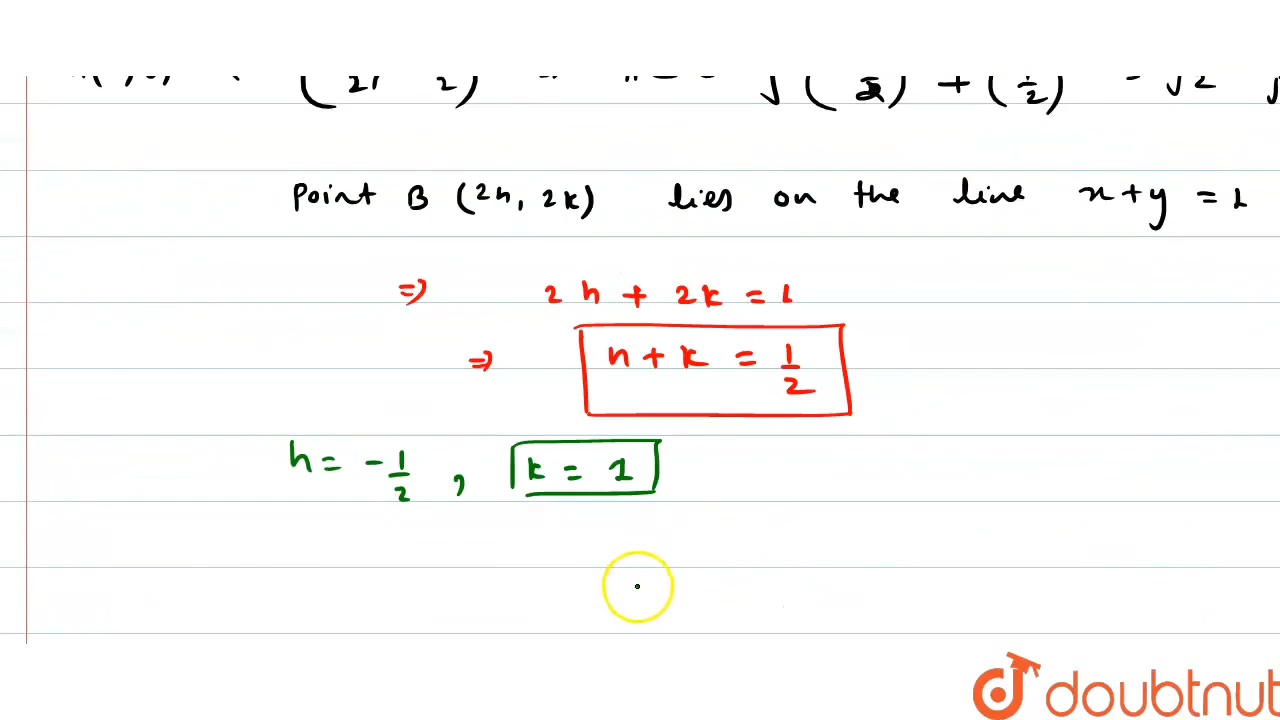 Point B (2h, 2k) lies on the line x+y = 1
⇒ 2h + 2k = 1
⇒ h + k = 1/2
h = -1/2 , k = 1
doubtnut